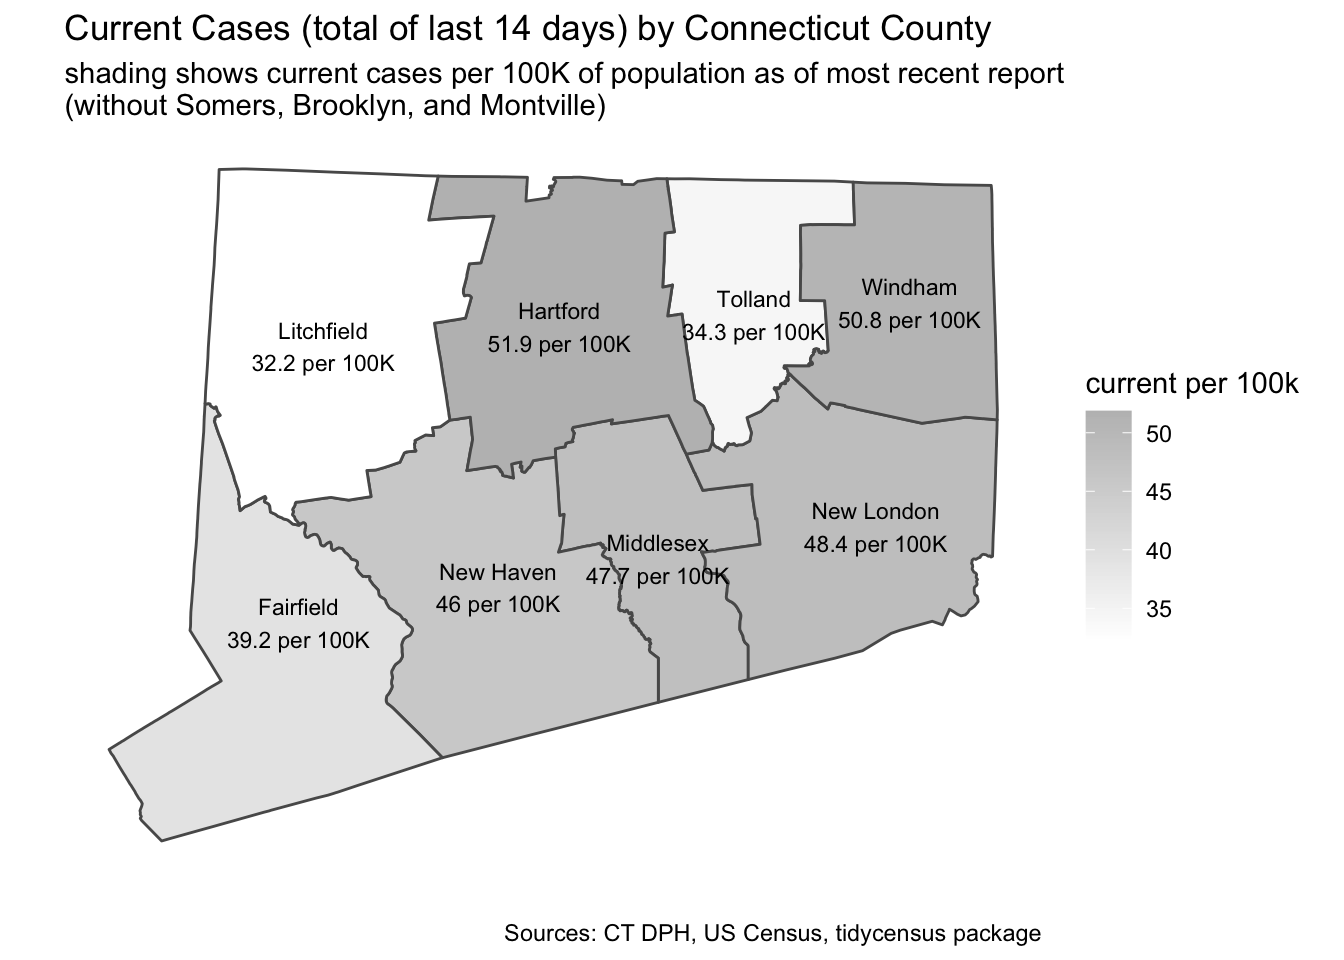 Current Cases (total of last 14 days) by Connecticut County
shading shows current cases per 100K of population as of most recent report
(without Somers, Brooklyn, and Montville)
Litchfield
32.2 per 100K
Hartford
51.9 per 100K
Tolland
34.3 per 100K
Windham
50.8 per 100K
New London
48.4 per 100K
Middlesex
47.7 per 100K
New Haven
46 per 100K
Fairfield
39.2 per 100K
current per 100k
50
45
40
35
Sources: CT DPH, US Census, tidycensus package